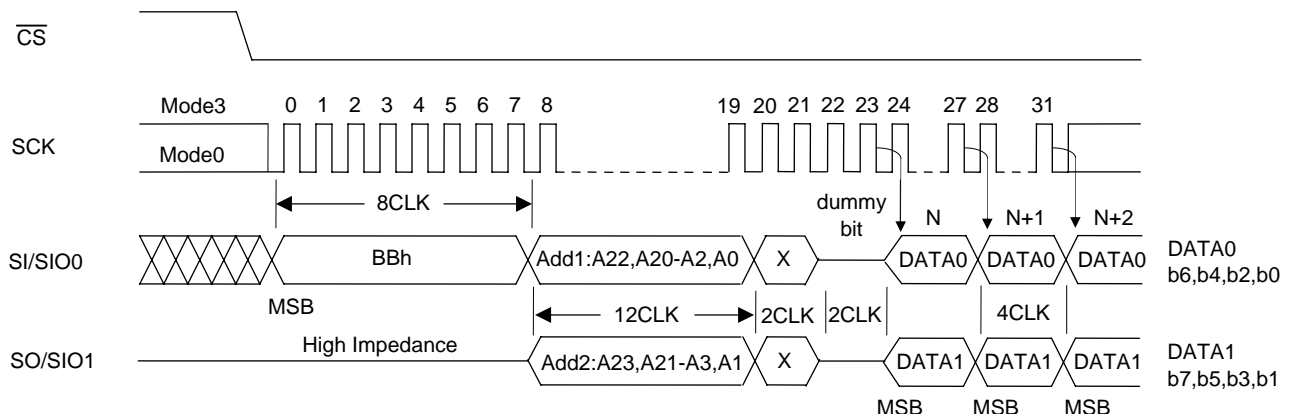 CS
Mode3 0 1 2 3 4 5 6 7 8 19 20 21 22 23 24 27 28 31
SCK
Mode0
8CLK
dummy bit
N N+1 N+2
SI/SIO0
BBh
Add1:A22,A20-A2,A0
X
DATA0 DATA0 DATA0
DATA0
b6,b4,b2,b0
MSB
12CLK 2CLK 2CLK 4CLK
High Impedance
SO/SIO1
Add2:A23,A21-A3,A1
X
DATA1 DATA1 DATA1
DATA1
b7,b5,b3,b1
MSB MSB MSB